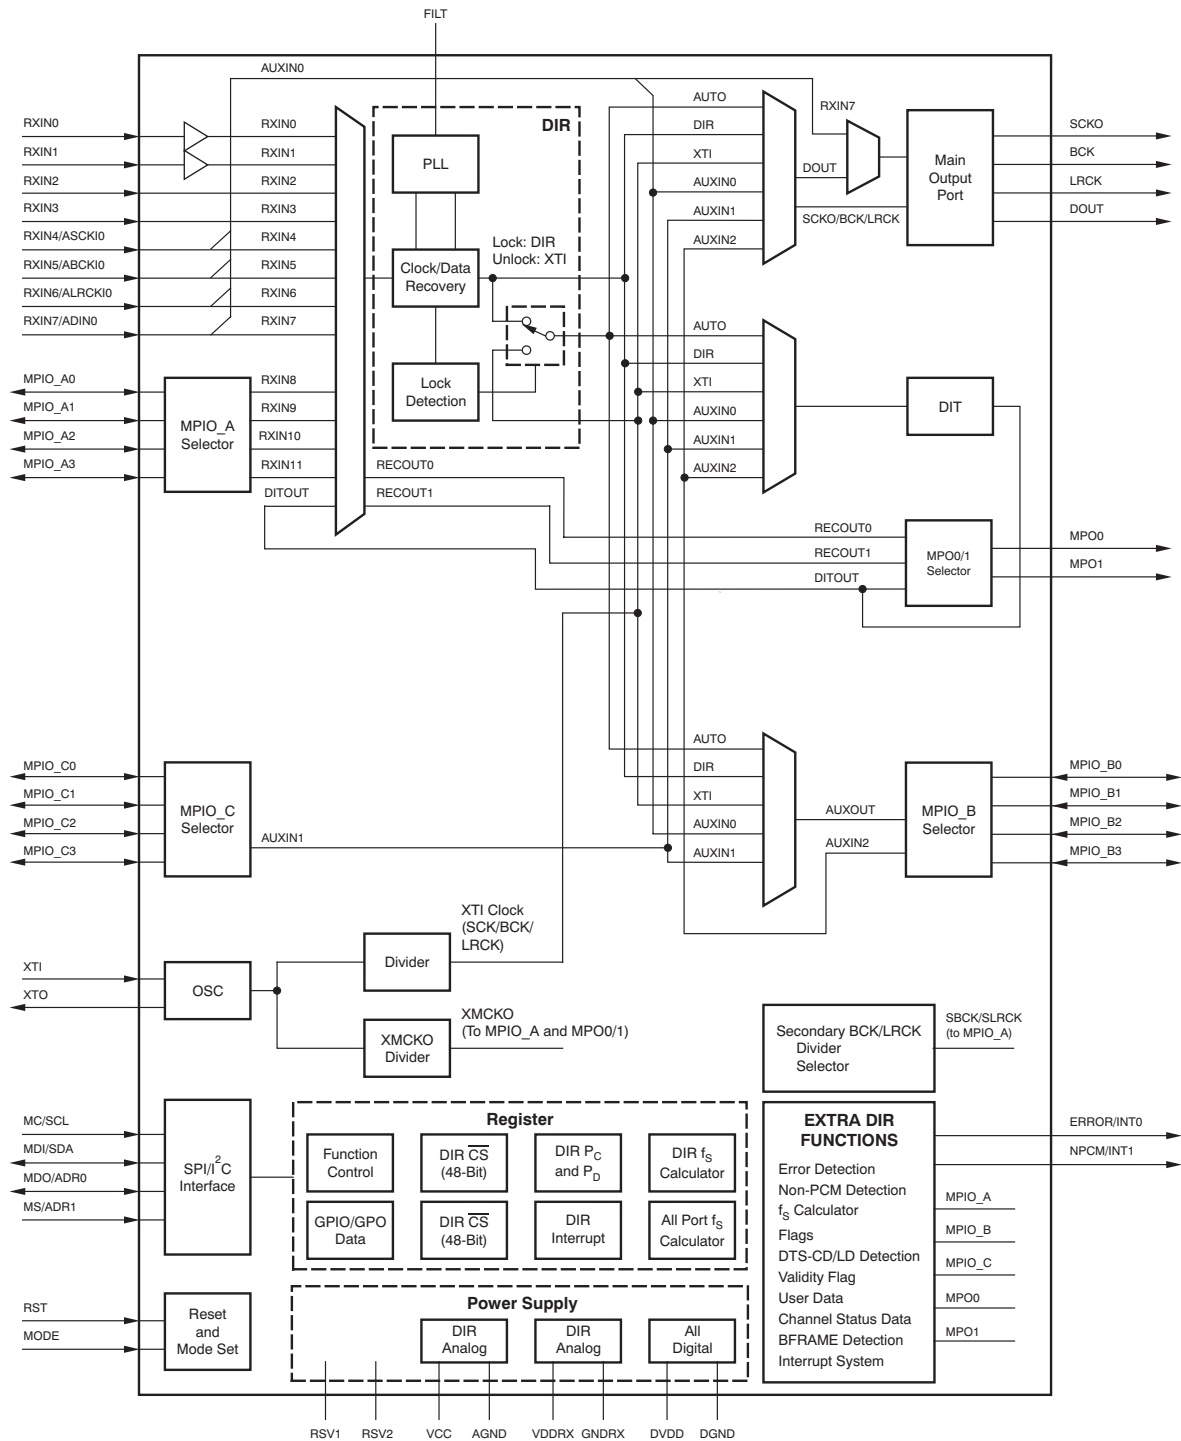 FILT
AUXIN0
AUTO
RXIN7
RXIN0
RXIN0
DIR
DIR
SCKO
RXIN1
RXIN1
PLL
XTI
DOUT
Main
Output
Port
BCK
RXIN2
RXIN2
AUXIN0
LRCK
RXIN3
RXIN3
AUXIN1
SCKO/BCK/LRCK
DOUT
RXIN4/ASCKI0
RXIN4
Lock: DIR
Unlock: XTI
AUXIN2
RXIN5/ABCKI0
RXIN5
Clock/Data
Recovery
RXIN6/ALRCKI0
RXIN6
RXIN7/ADIN0
RXIN7
AUTO
DIR
MPIO_A0
RXIN8
Lock
Detection
XTI
DIT
MPIO_A1
MPIO_A
Selector
RXIN9
AUXIN0
MPIO_A2
RXIN10
AUXIN1
MPIO_A3
RXIN11
RECOUT0
AUXIN2
DITOUT
RECOUT1
RECOUT0
MPO0/1
Selector
MPO0
RECOUT1
MPO1
DITOUT
AUTO
MPIO_C0
DIR
MPIO_B0
MPIO_C1
MPIO_C
Selector
XTI
AUXOUT
MPIO_B
Selector
MPIO_B1
MPIO_C2
AUXIN1
AUXIN0
AUXIN2
MPIO_B2
MPIO_C3
AUXIN1
MPIO_B3
XTI Clock
(SCK/BCK/
LRCK)
Divider
XTI
OSC
XTO
XMCKO
(To MPIO_A and MPO0/1)
XMCKO
Divider
Secondary BCK/LRCK
Divider
Selector
SBCK/SLRCK
(to MPIO_A)
MC/SCL
MDI/SDA
MDO/ADR0
MS/ADR1
SPI/I2C
Interface
Register
Function
Control
DIR CS
(48-Bit)
DIR PC
and PD
DIR fS
Calculator
GPIO/GPO
Data
DIR CS
(48-Bit)
DIR
Interrupt
All Port fS
Calculator
EXTRA DIR
FUNCTIONS
ERROR/INT0
NPCM/INT1
Error Detection
Non-PCM Detection
fS Calculator
Flags
DTS-CD/LD Detection
Validity Flag
User Data
Channel Status Data
BFRAME Detection
Interrupt System
MPIO_A
MPIO_B
MPIO_C
MPO0
MPO1
RST
MODE
Reset
and
Mode Set
Power Supply
DIR
Analog
DIR
Analog
All
Digital
RSV1
RSV2
VCC
AGND
VDDRX
GNDRX
DVDD
DGND